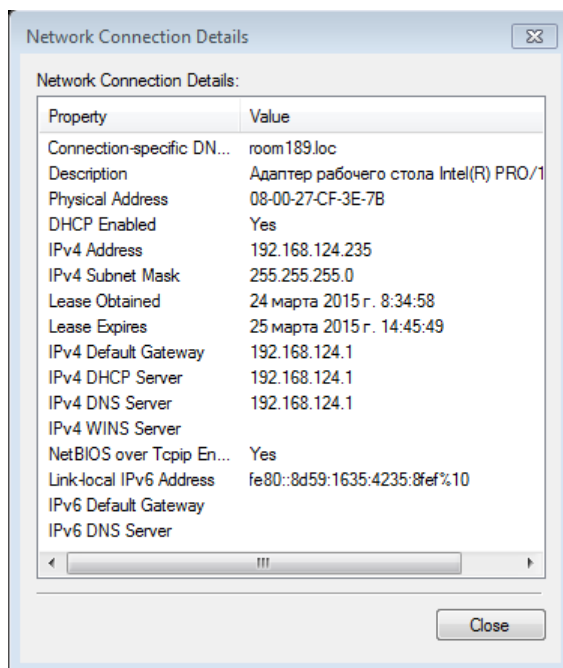 Network Connection Details
Network Connection Details:
Property Value
Connection-specific DN... room189.loc
Description Адаптер рабочего стола Intel(R) PRO/1
Physical Address 08-00-27-CF-3E-7B
DHCP Enabled Yes
IPv4 Address 192.168.124.235
IPv4 Subnet Mask 255.255.255.0
Lease Obtained 24 марта 2015 г. 8:34:58
Lease Expires 25 марта 2015 г. 14:45:49
IPv4 Default Gateway 192.168.124.1
IPv4 DHCP Server 192.168.124.1
IPv4 DNS Server 192.168.124.1
IPv4 WINS Server
NetBIOS over Tcpip En... Yes
Link-local IPv6 Address fe80::8d59:1635:4235:8fef%10
IPv6 Default Gateway
IPv6 DNS Server
Close